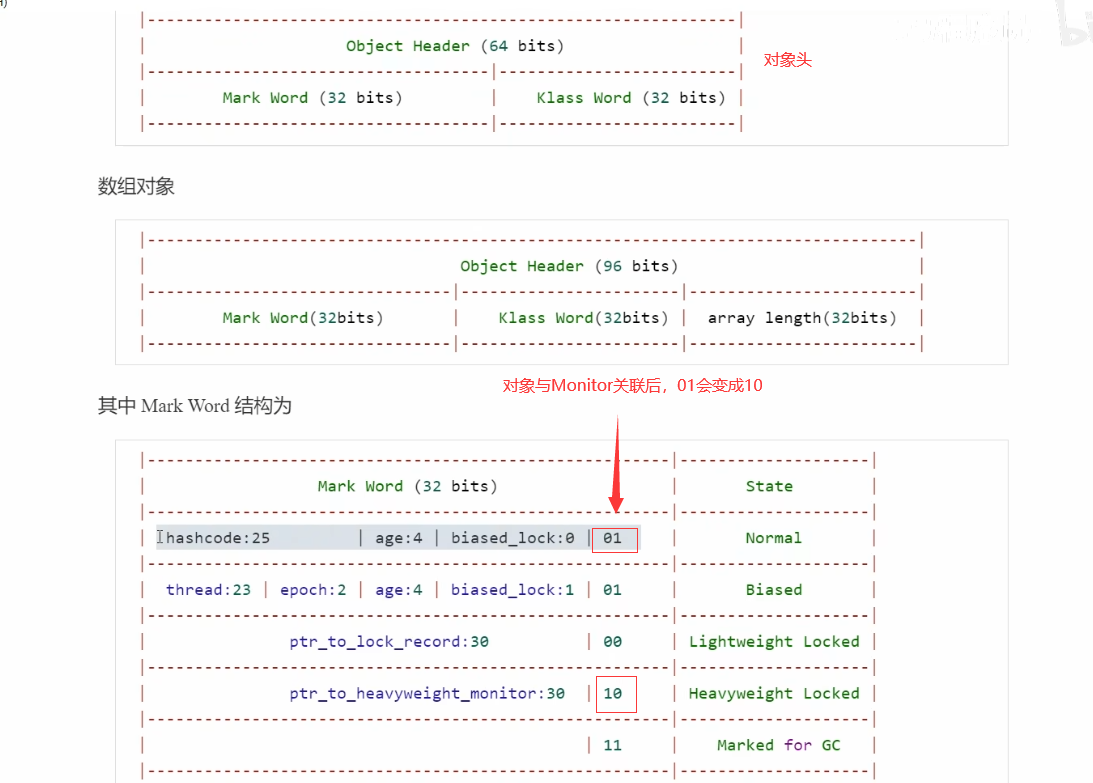 |--------------------------------------------------------------|
| Object Header (64 bits) |
对象头
|------------------------------------|-------------------------|
| Mark Word (32 bits) | Klass Word (32 bits) |
|------------------------------------|-------------------------|
数组对象
|---------------------------------------------------------------------------------|
| Object Header (96 bits) |
|--------------------------------|-----------------------|------------------------|
| Mark Word(32bits) | Klass Word(32bits) | array length(32bits) |
|--------------------------------|-----------------------|------------------------|
对象与Monitor关联后，01会变成10
其中 Mark Word 结构为
|-------------------------------------------------------|--------------------|
| Mark Word (32 bits) | State |
|-------------------------------------------------------|--------------------|
| hashcode:25 | age:4 | biased_lock:0 | 01 | Normal |
|-------------------------------------------------------|--------------------|
| thread:23 | epoch:2 | age:4 | biased_lock:1 | 01 | Biased |
|-------------------------------------------------------|--------------------|
| ptr_to_lock_record:30 | 00 | Lightweight Locked |
|-------------------------------------------------------|--------------------|
| ptr_to_heavyweight_monitor:30 | 10 | Heavyweight Locked |
|-------------------------------------------------------|--------------------|
| | 11 | Marked for GC |
|-------------------------------------------------------|--------------------|